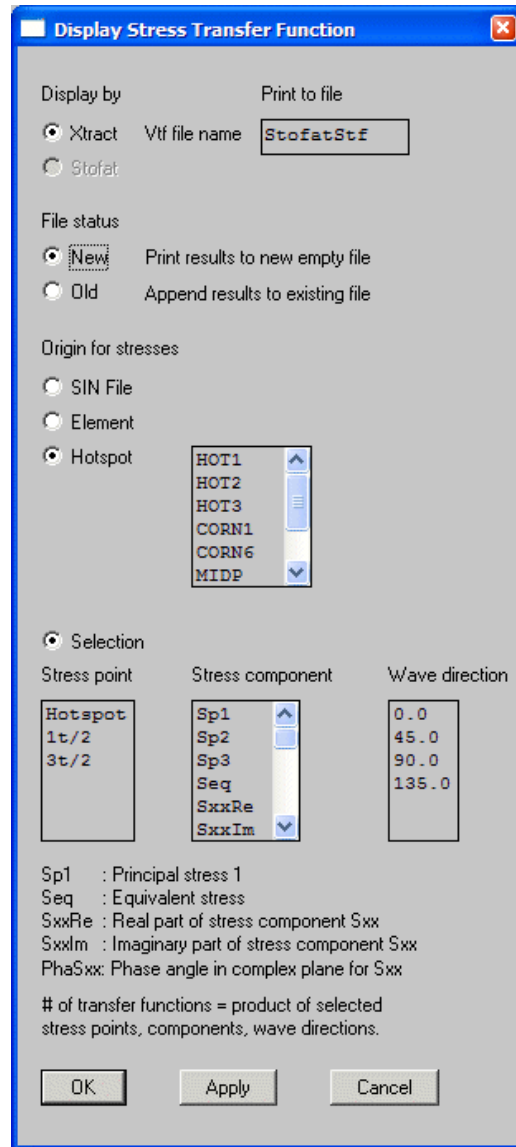 Display Stress Transfer Function
Display by Print to file
Xtract Vtf file name StofatStf
Stofat
File status
New Print results to new empty file
Old Append results to existing file
Origin for stresses
SIN File
Element
Hotspot
HOT1
HOT2
HOT3
CORN1
CORN6
MIDP
Selection
Stress point Stress component Wave direction
Hotspot Sp1 0.0
1t/2 Sp2 45.0
3t/2 Sp3 90.0
Seq 135.0
SxxRe
SxxIm
Sp1 : Principal stress 1
Seq : Equivalent stress
SxxRe : Real part of stress component Sxx
SxxIm : Imaginary part of stress component Sxx
PhaSxx: Phase angle in complex plane for Sxx
# of transfer functions = product of selected
stress points, components, wave directions.
OK Apply Cancel